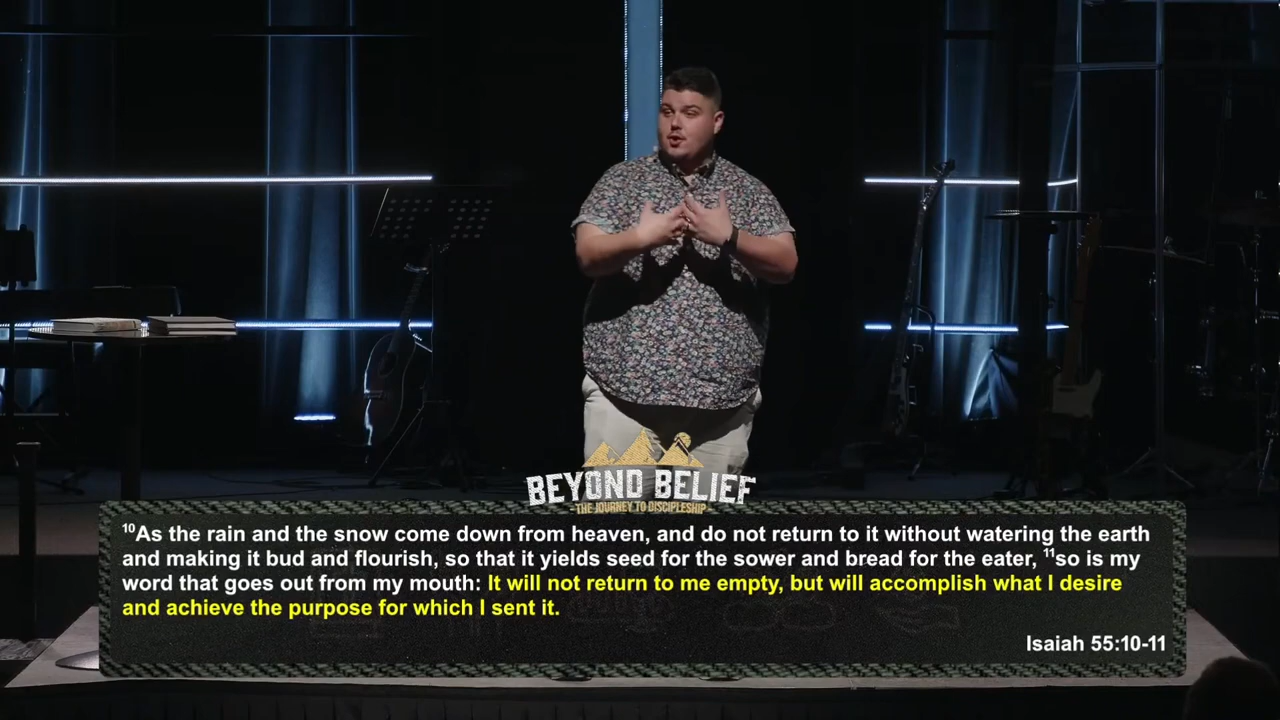 BEYOND BELIEF
-THE JOURNEY TO DISCIPLESHIP-
¹⁰As the rain and the snow come down from heaven, and do not return to it without watering the earth
and making it bud and flourish, so that it yields seed for the sower and bread for the eater, ¹¹so is my
word that goes out from my mouth: It will not return to me empty, but will accomplish what I desire
and achieve the purpose for which I sent it.
Isaiah 55:10-11